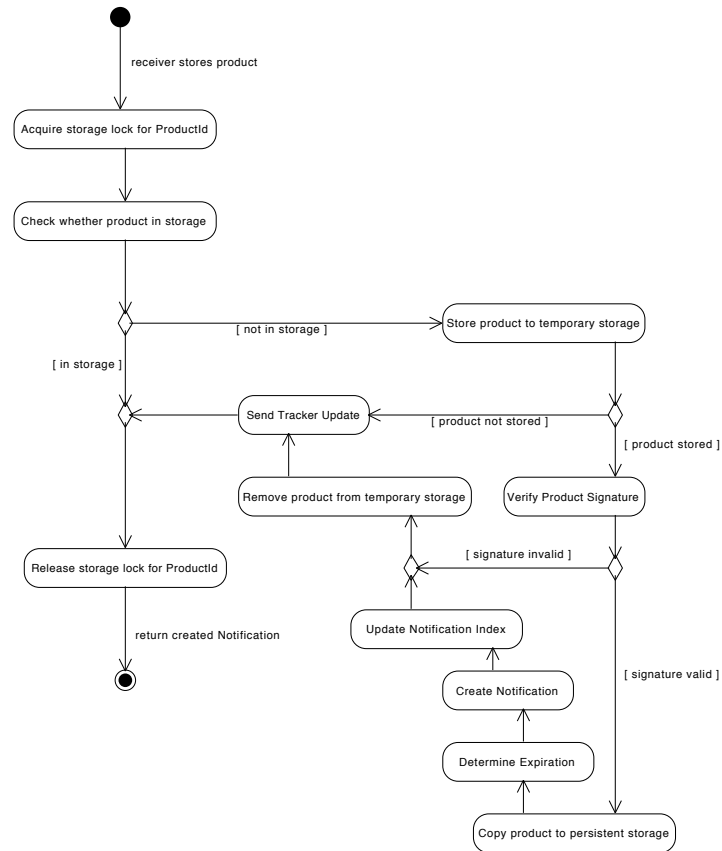 receiver stores product
Acquire storage lock for ProductId
Check whether product in storage
[ not in storage ]
Store product to temporary storage
[ in storage ]
Send Tracker Update
[ product not stored ]
[ product stored ]
Remove product from temporary storage
Verify Product Signature
[ signature invalid ]
Release storage lock for ProductId
Update Notification Index
return created Notification
[ signature valid ]
Create Notification
Determine Expiration
Copy product to persistent storage